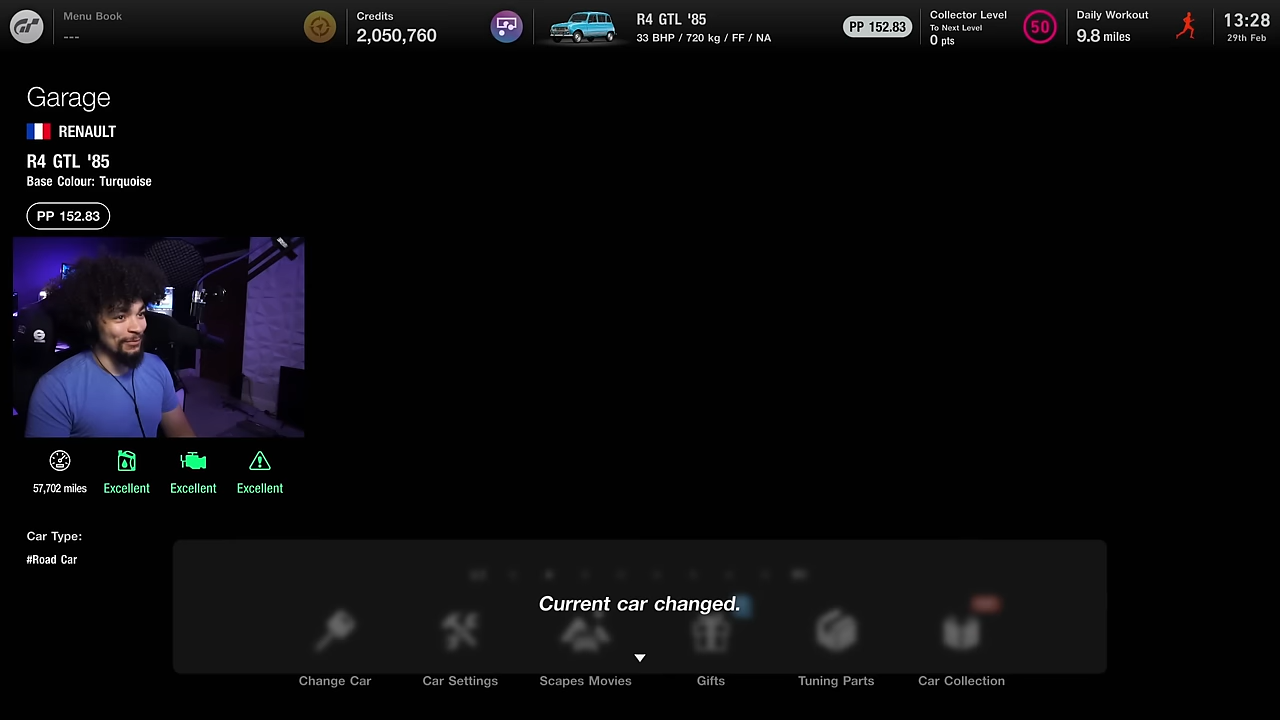 Menu Book
---
Credits
2,050,760
R4 GTL '85
33 BHP / 720 kg / FF / NA
PP 152.83
Collector Level
To Next Level
0 pts
50
Daily Workout
9.8 miles
13:28
29th Feb
Garage
RENAULT
R4 GTL '85
Base Colour: Turquoise
PP 152.83
57,702 miles
Excellent
Excellent
Excellent
Car Type:
#Road Car
Current car changed.
Change Car
Car Settings
Scapes Movies
Gifts
Tuning Parts
Car Collection